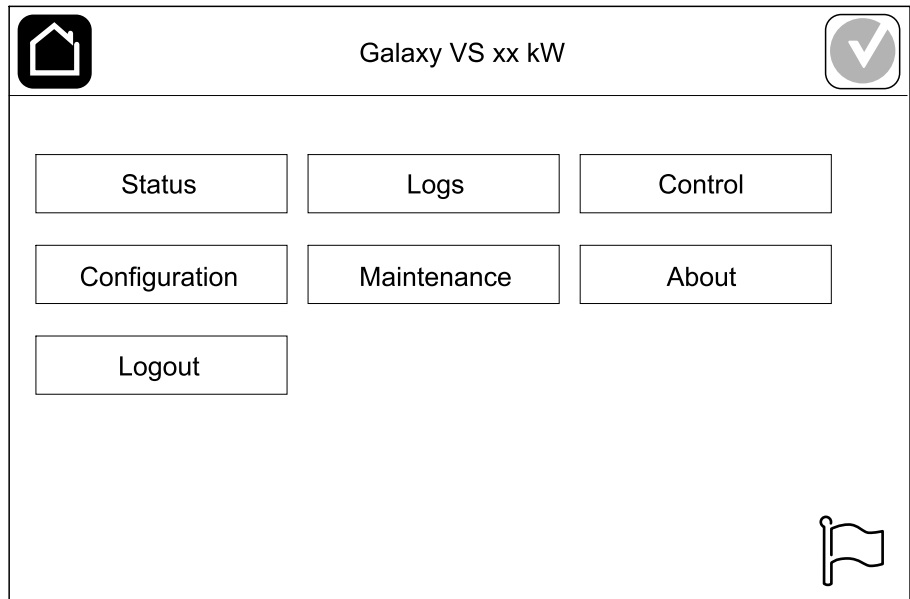 Galaxy VS xx kW
Status
Logs
Control
Configuration
Maintenance
About
Logout